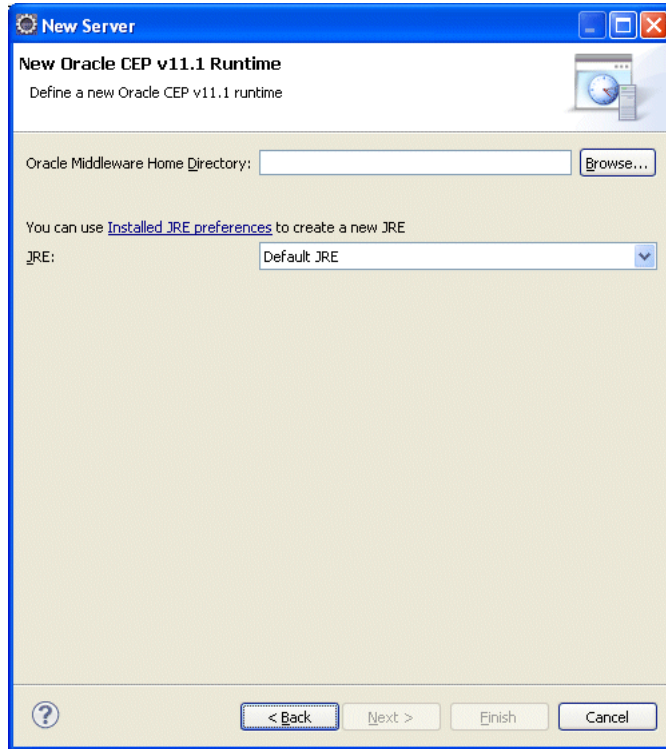 New Server
New Oracle CEP v11.1 Runtime
Define a new Oracle CEP v11.1 runtime
Oracle Middleware Home Directory: Browse...
You can use Installed JRE preferences to create a new JRE
JRE: Default JRE
? < Back Next > Finish Cancel